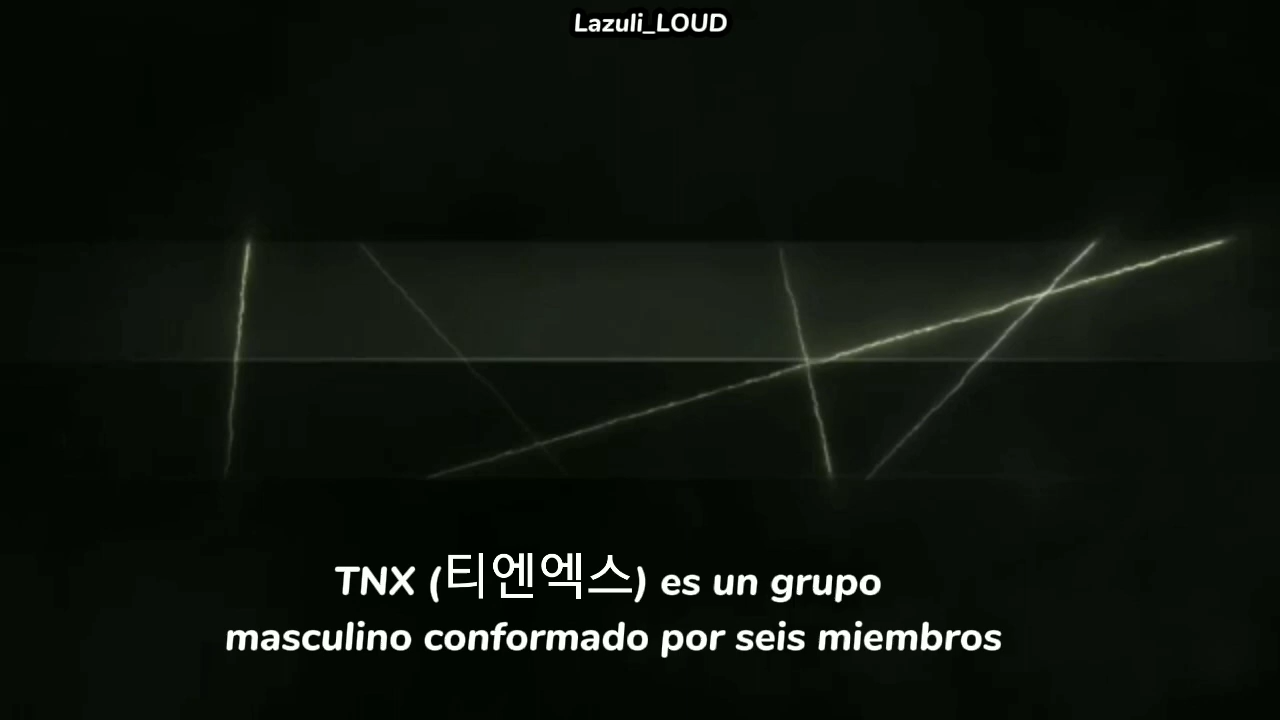 Lazuli_LOUD
TNX (티엔엑스) es un grupo
masculino conformado por seis miembros